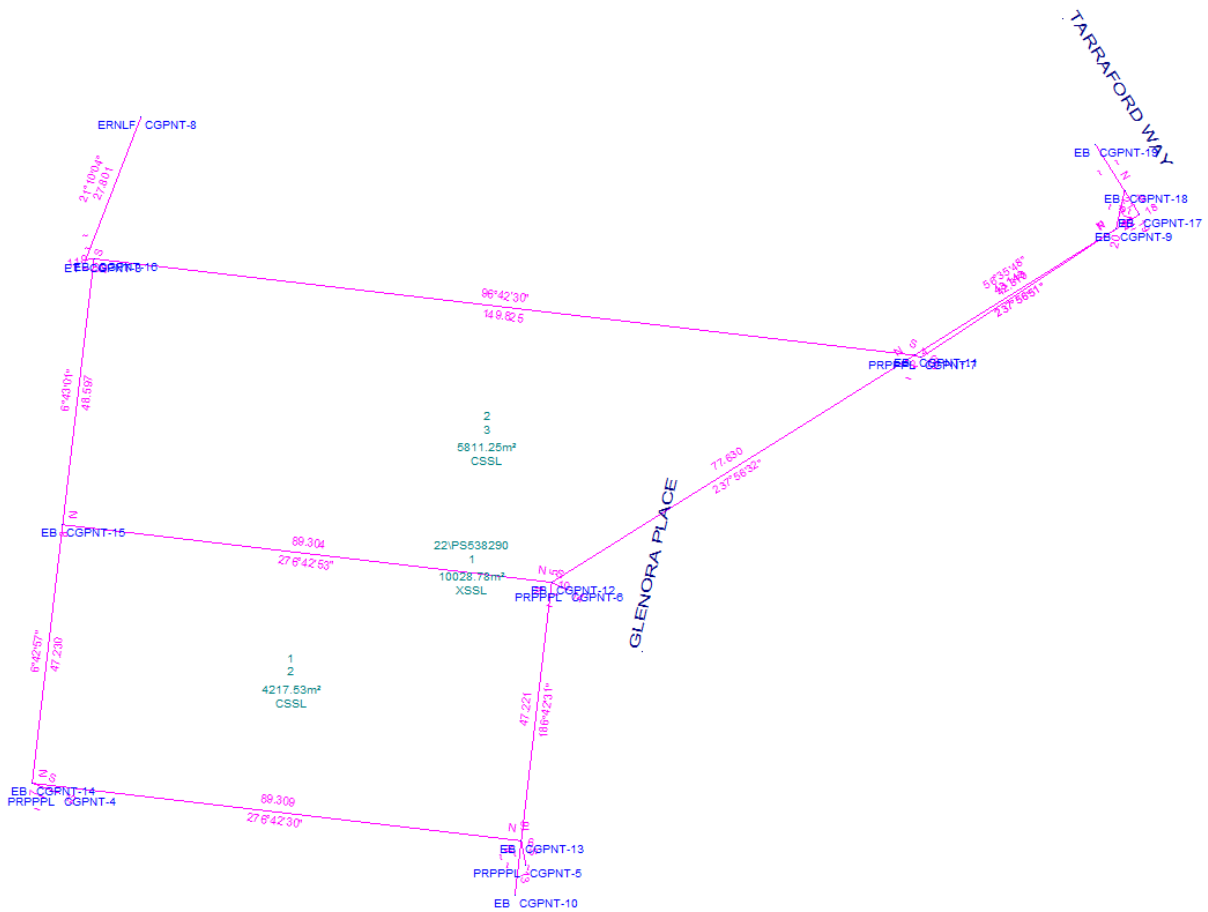 TARRAFORD WAY
ERNLF CGPNT-8
EB CGPNT-19
21°10'04"
27.801
EB CGPNT-18
EB CGPNT-17
EB CGPNT-9
96°42'30"
149.825
56°35'48"
237°56'51"
EB CGPNT-11
PRPPPL CGPNT-7
6°43'01"
48.597
2
3
5811.25m²
CSSL
77.630
237°56'32"
GLENORA PLACE
EB CGPNT-15
89.304
276°42'53"
22\PS538290
1
10028.78m²
XSSL
EB CGPNT-12
PRPPPL CGPNT-6
6°42'57"
47.230
1
2
4217.53m²
CSSL
47.221
186°42'31"
EB CGPNT-14
PRPPPL CGPNT-4
89.309
276°42'30"
EB CGPNT-13
PRPPPL CGPNT-5
EB CGPNT-10